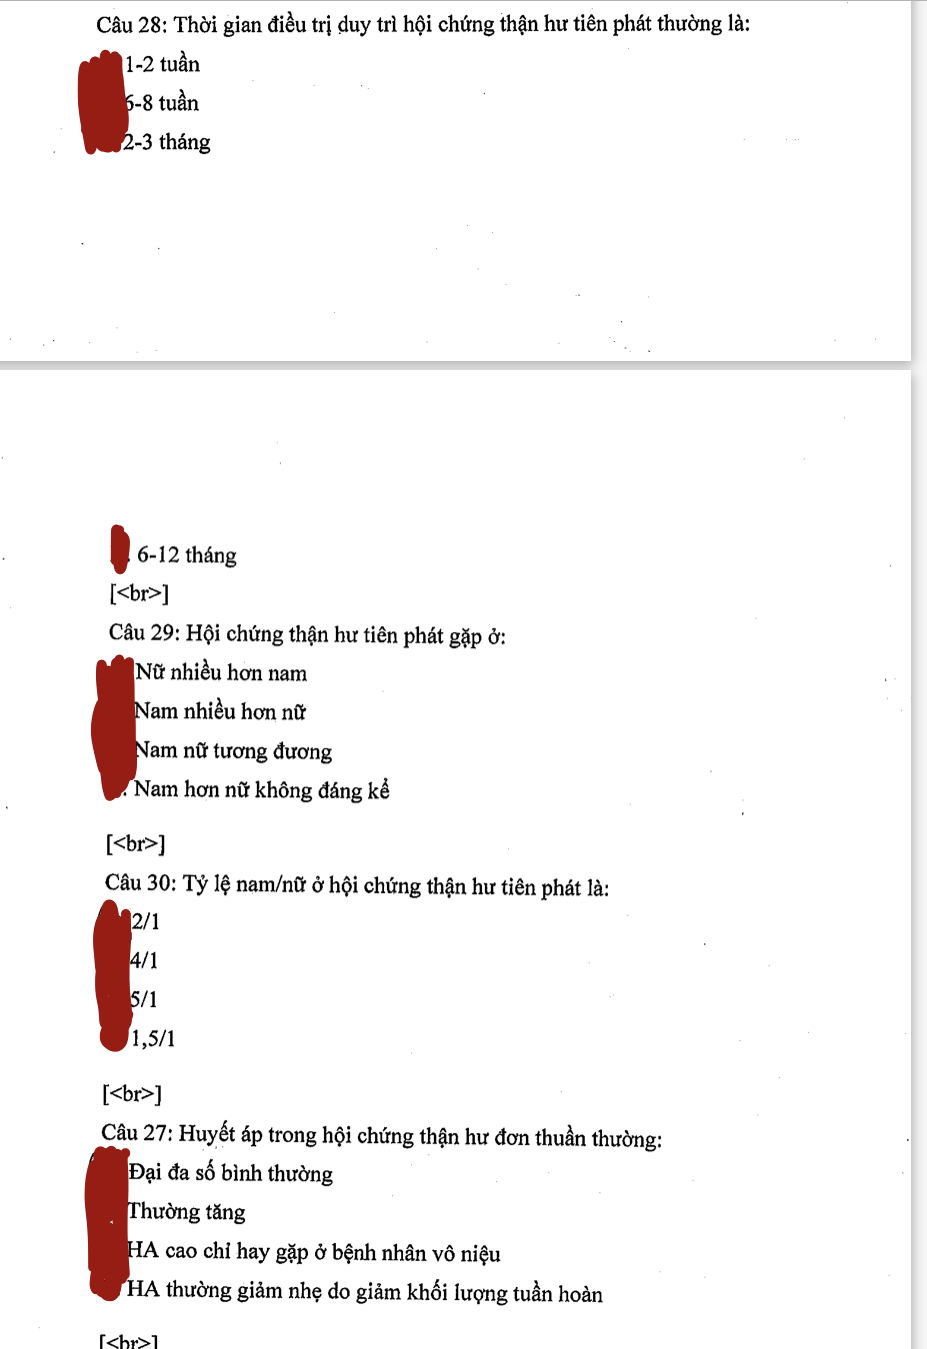 Câu 28: Thời gian điều trị duy trì hội chứng thận hư tiên phát thường là:
1-2 tuần
6-8 tuần
2-3 tháng
6-12 tháng
[<br>]
Câu 29: Hội chứng thận hư tiên phát gặp ở:
Nữ nhiều hơn nam
Nam nhiều hơn nữ
Nam nữ tương đương
. Nam hơn nữ không đáng kể
[<br>]
Câu 30: Tỷ lệ nam/nữ ở hội chứng thận hư tiên phát là:
2/1
4/1
5/1
1,5/1
[<br>]
Câu 27: Huyết áp trong hội chứng thận hư đơn thuần thường:
Đại đa số bình thường
Thường tăng
HA cao chỉ hay gặp ở bệnh nhân vô niệu
HA thường giảm nhẹ do giảm khối lượng tuần hoàn
[<br>]